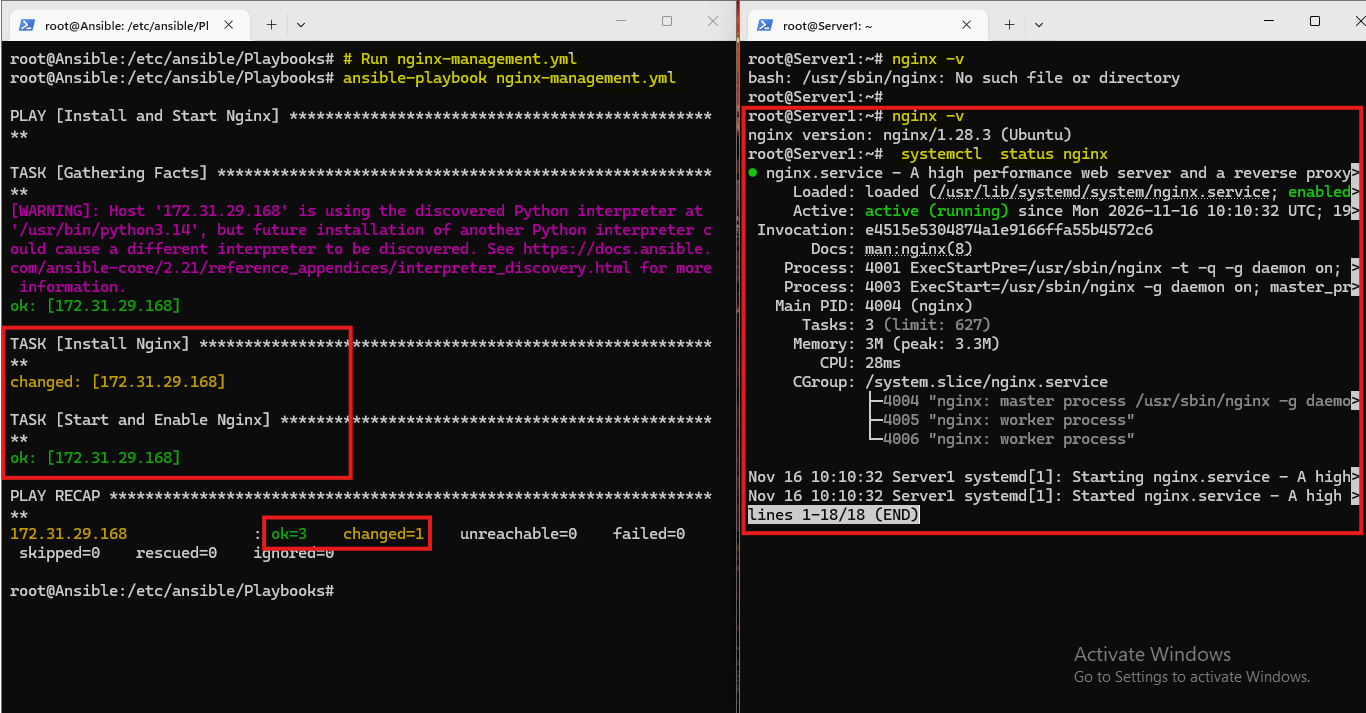 root@Ansible: /etc/ansible/Pl
root@Ansible:/etc/ansible/Playbooks# # Run nginx-management.yml
root@Ansible:/etc/ansible/Playbooks# ansible-playbook nginx-management.yml
PLAY [Install and Start Nginx] ***********************************************
**
TASK [Gathering Facts] *******************************************************
**
[WARNING]: Host '172.31.29.168' is using the discovered Python interpreter at
'/usr/bin/python3.14', but future installation of another Python interpreter c
ould cause a different interpreter to be discovered. See https://docs.ansible.
com/ansible-core/2.21/reference_appendices/interpreter_discovery.html for more
information.
ok: [172.31.29.168]
TASK [Install Nginx] *********************************************************
**
changed: [172.31.29.168]
TASK [Start and Enable Nginx] ************************************************
**
ok: [172.31.29.168]
PLAY RECAP *******************************************************************
**
172.31.29.168              : ok=3    changed=1    unreachable=0    failed=0
skipped=0    rescued=0    ignored=0
root@Ansible:/etc/ansible/Playbooks#
root@Server1: ~
root@Server1:~# nginx -v
bash: /usr/sbin/nginx: No such file or directory
root@Server1:~#
root@Server1:~# nginx -v
nginx version: nginx/1.28.3 (Ubuntu)
root@Server1:~#  systemctl  status nginx
● nginx.service - A high performance web server and a reverse proxy>
Loaded: loaded (/usr/lib/systemd/system/nginx.service; enabled>
Active: active (running) since Mon 2026-11-16 10:10:32 UTC; 19>
Invocation: e4515e5304874a1e9166ffa55b4572c6
Docs: man:nginx(8)
Process: 4001 ExecStartPre=/usr/sbin/nginx -t -q -g daemon on; >
Process: 4003 ExecStart=/usr/sbin/nginx -g daemon on; master_pr>
Main PID: 4004 (nginx)
Tasks: 3 (limit: 627)
Memory: 3M (peak: 3.3M)
CPU: 28ms
CGroup: /system.slice/nginx.service
├─4004 "nginx: master process /usr/sbin/nginx -g daemo>
├─4005 "nginx: worker process"
└─4006 "nginx: worker process"
Nov 16 10:10:32 Server1 systemd[1]: Starting nginx.service - A high>
Nov 16 10:10:32 Server1 systemd[1]: Started nginx.service - A high >
lines 1-18/18 (END)
Activate Windows
Go to Settings to activate Windows.